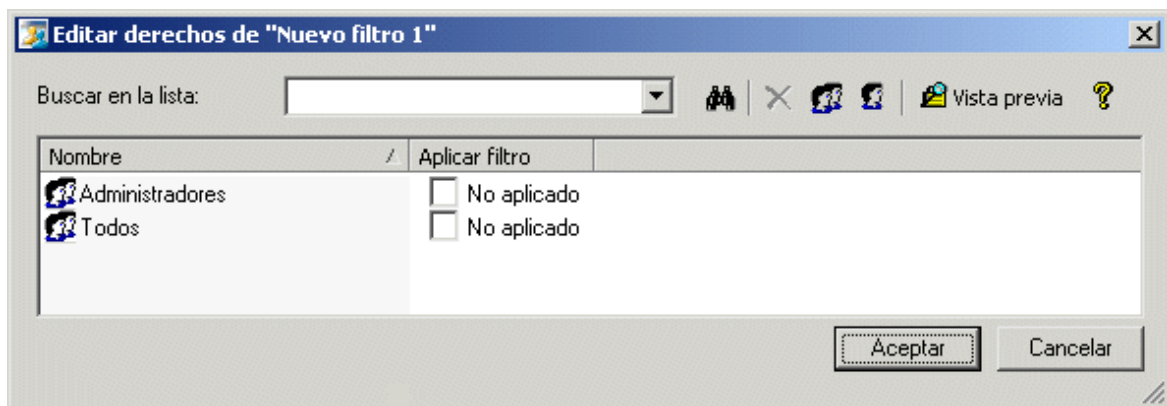 Editar derechos de "Nuevo filtro 1"
Buscar en la lista:
Vista previa
Nombre Aplicar filtro
Administradores No aplicado
Todos No aplicado
Aceptar Cancelar